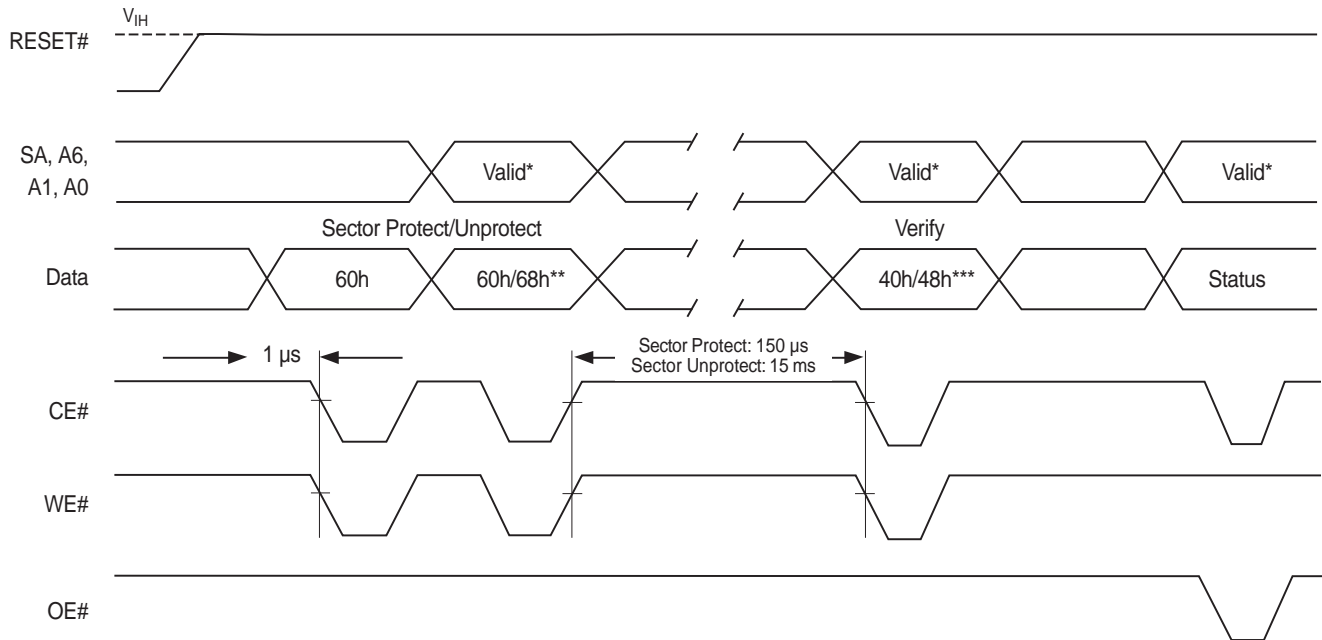 V_IH
RESET#
SA, A6,
A1, A0
Valid*
Valid*
Valid*
Sector Protect/Unprotect
Verify
Data
60h
60h/68h**
40h/48h***
Status
1 µs
Sector Protect: 150 µs
Sector Unprotect: 15 ms
CE#
WE#
OE#